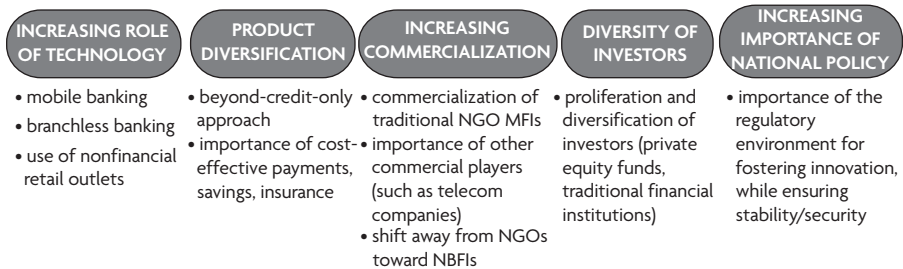 INCREASING ROLE
OF TECHNOLOGY
• mobile banking
• branchless banking
• use of nonfinancial
retail outlets
PRODUCT
DIVERSIFICATION
• beyond-credit-only
approach
• importance of cost-
effective payments,
savings, insurance
INCREASING
COMMERCIALIZATION
• commercialization of
traditional NGO MFIs
• importance of other
commercial players
(such as telecom
companies)
• shift away from NGOs
toward NBFIs
DIVERSITY OF
INVESTORS
• proliferation and
diversification of
investors (private
equity funds,
traditional financial
institutions)
INCREASING
IMPORTANCE OF
NATIONAL POLICY
• importance of the
regulatory
environment for
fostering innovation,
while ensuring
stability/security